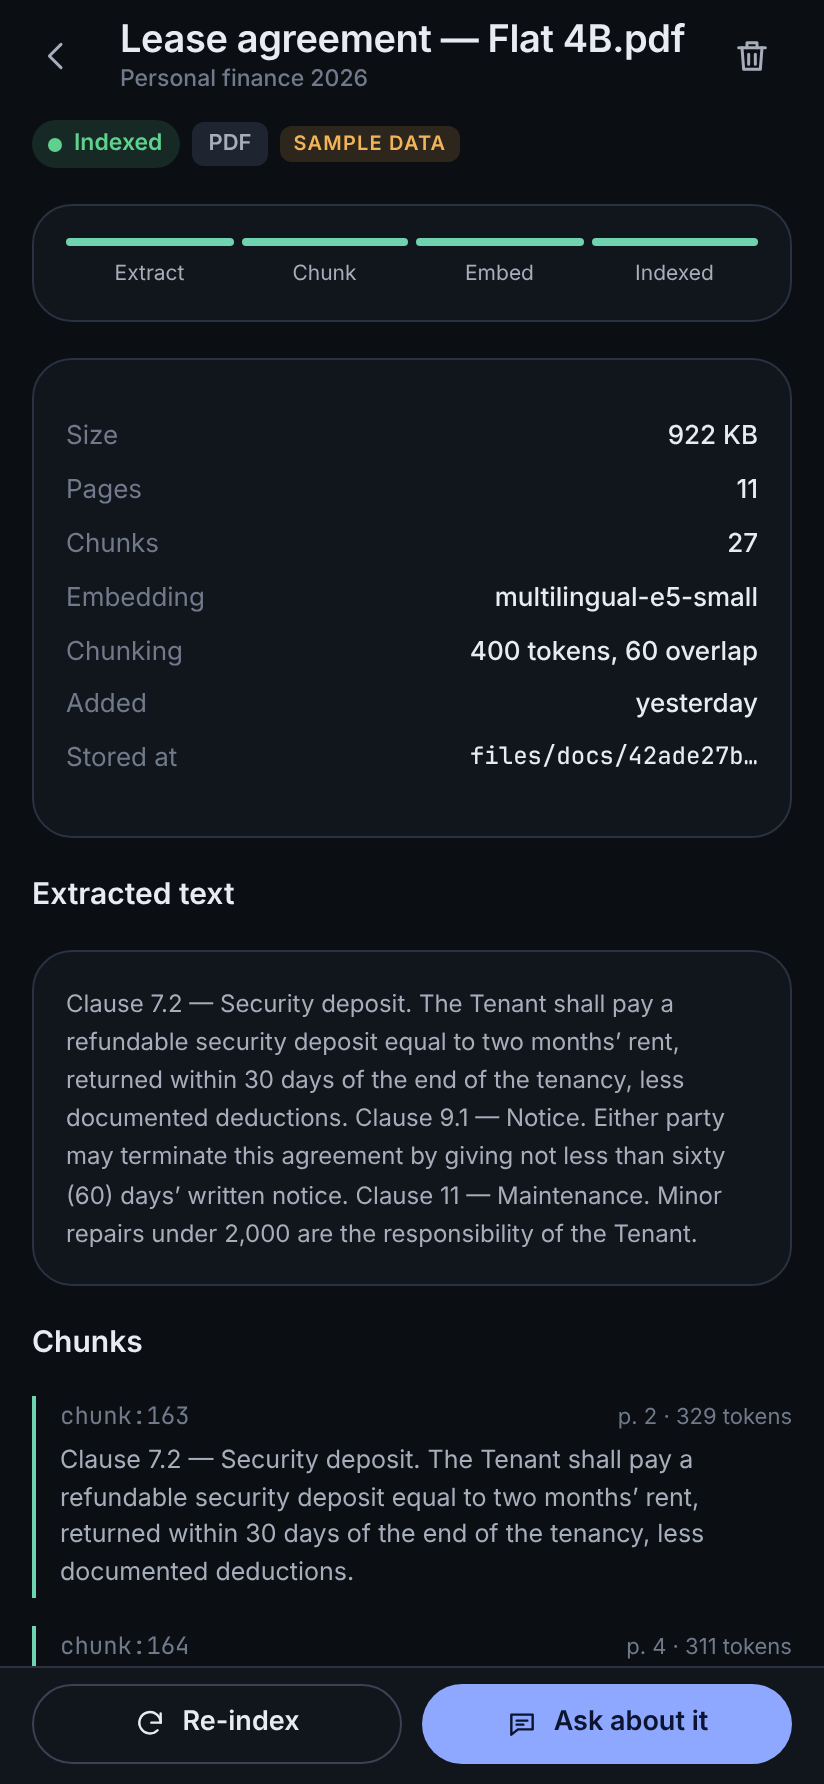 Lease agreement — Flat 4B.pdf
Personal finance 2026
Indexed PDF SAMPLE DATA
Extract Chunk Embed Indexed
Size 922 KB
Pages 11
Chunks 27
Embedding multilingual-e5-small
Chunking 400 tokens, 60 overlap
Added yesterday
Stored at files/docs/42ade27b…
Extracted text
Clause 7.2 — Security deposit. The Tenant shall pay a
refundable security deposit equal to two months’ rent,
returned within 30 days of the end of the tenancy, less
documented deductions. Clause 9.1 — Notice. Either party
may terminate this agreement by giving not less than sixty
(60) days’ written notice. Clause 11 — Maintenance. Minor
repairs under 2,000 are the responsibility of the Tenant.
Chunks
chunk:163 p. 2 · 329 tokens
Clause 7.2 — Security deposit. The Tenant shall pay a
refundable security deposit equal to two months’ rent,
returned within 30 days of the end of the tenancy, less
documented deductions.
chunk:164 p. 4 · 311 tokens
Re-index Ask about it